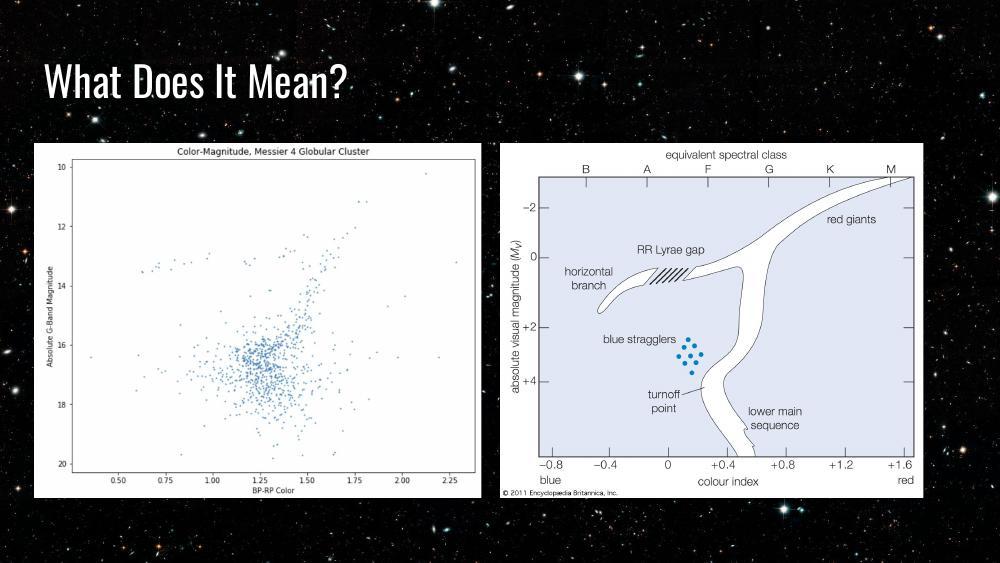 What Does It Mean?
Color-Magnitude, Messier 4 Globular Cluster
Absolute G-Band Magnitude
10
12
14
16
18
20
0.50 0.75 1.00 1.25 1.50 1.75 2.00 2.25
BP-RP Color
equivalent spectral class
B A F G K M
absolute visual magnitude (Mv)
−2
0
+2
+4
red giants
RR Lyrae gap
horizontal
branch
blue stragglers
turnoff
point
lower main
sequence
−0.8 −0.4 0 +0.4 +0.8 +1.2 +1.6
blue colour index red
© 2011 Encyclopædia Britannica, Inc.